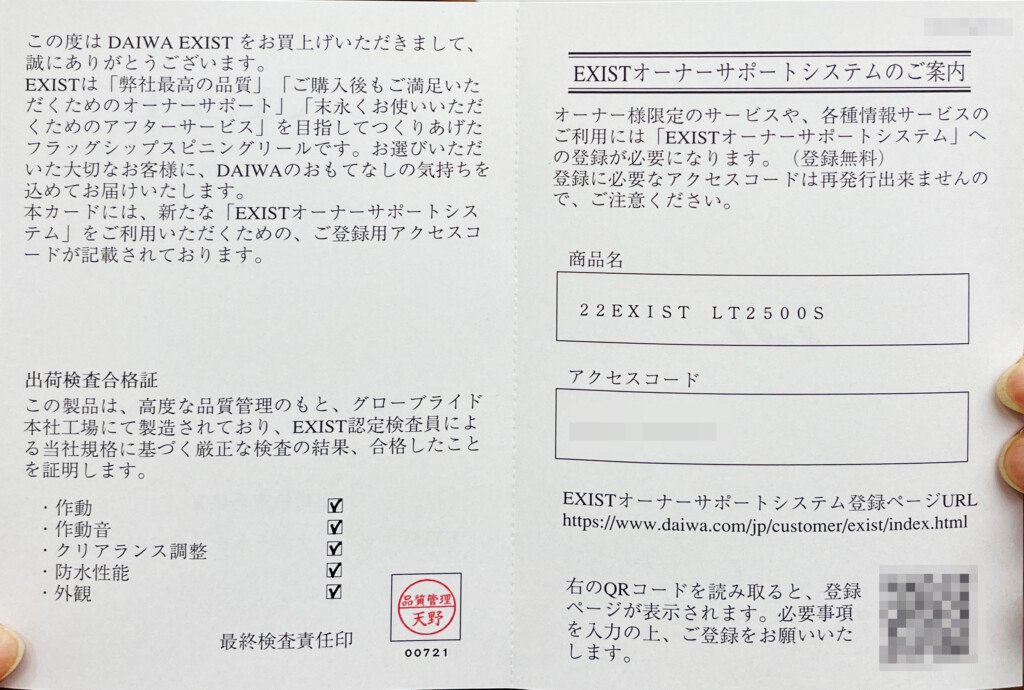 この度は DAIWA EXIST をお買上げいただきまして、
誠にありがとうございます。
EXISTは「弊社最高の品質」「ご購入後もご満足いた
だくためのオーナーサポート」「末永くお使いいただ
くためのアフターサービス」を目指してつくりあげた
フラッグシップスピニングリールです。お選びいただ
いた大切なお客様に、DAIWAのおもてなしの気持ちを
込めてお届けいたします。
本カードには、新たな「EXISTオーナーサポートシス
テム」をご利用いただくための、ご登録用アクセスコ
ードが記載されております。
出荷検査合格証
この製品は、高度な品質管理のもと、グローブライド
本社工場にて製造されており、EXIST認定検査員によ
る当社規格に基づく厳正な検査の結果、合格したこと
を証明します。
・作動
・作動音
・クリアランス調整
・防水性能
・外観
最終検査責任印
品質管理
天野
00721
EXISTオーナーサポートシステムのご案内
オーナー様限定のサービスや、各種情報サービスの
ご利用には「EXISTオーナーサポートシステム」へ
の登録が必要になります。（登録無料）
登録に必要なアクセスコードは再発行出来ませんの
で、ご注意ください。
商品名
22EXIST LT2500S
アクセスコード
EXISTオーナーサポートシステム登録ページURL
https://www.daiwa.com/jp/customer/exist/index.html
右のQRコードを読み取ると、登録
ページが表示されます。必要事項
を入力の上、ご登録をお願いいた
します。